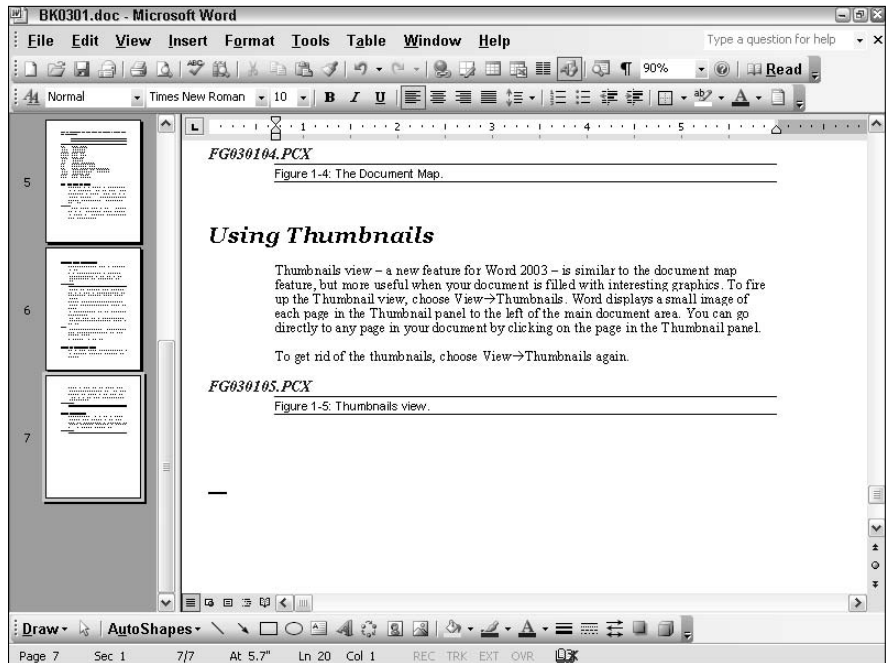 BK0301.doc - Microsoft Word
File Edit View Insert Format Tools Table Window Help Type a question for help
90% Read
Normal Times New Roman 10 B I U
1 2 3 4 5
5
6
7
FG030104.PCX
Figure 1-4: The Document Map.
Using Thumbnails
Thumbnails view – a new feature for Word 2003 – is similar to the document map
feature, but more useful when your document is filled with interesting graphics. To fire
up the Thumbnail view, choose View→Thumbnails. Word displays a small image of
each page in the Thumbnail panel to the left of the main document area. You can go
directly to any page in your document by clicking on the page in the Thumbnail panel.
To get rid of the thumbnails, choose View→Thumbnails again.
FG030105.PCX
Figure 1-5: Thumbnails view.
Draw AutoShapes
Page 7 Sec 1 7/7 At 5.7" Ln 20 Col 1 REC TRK EXT OVR